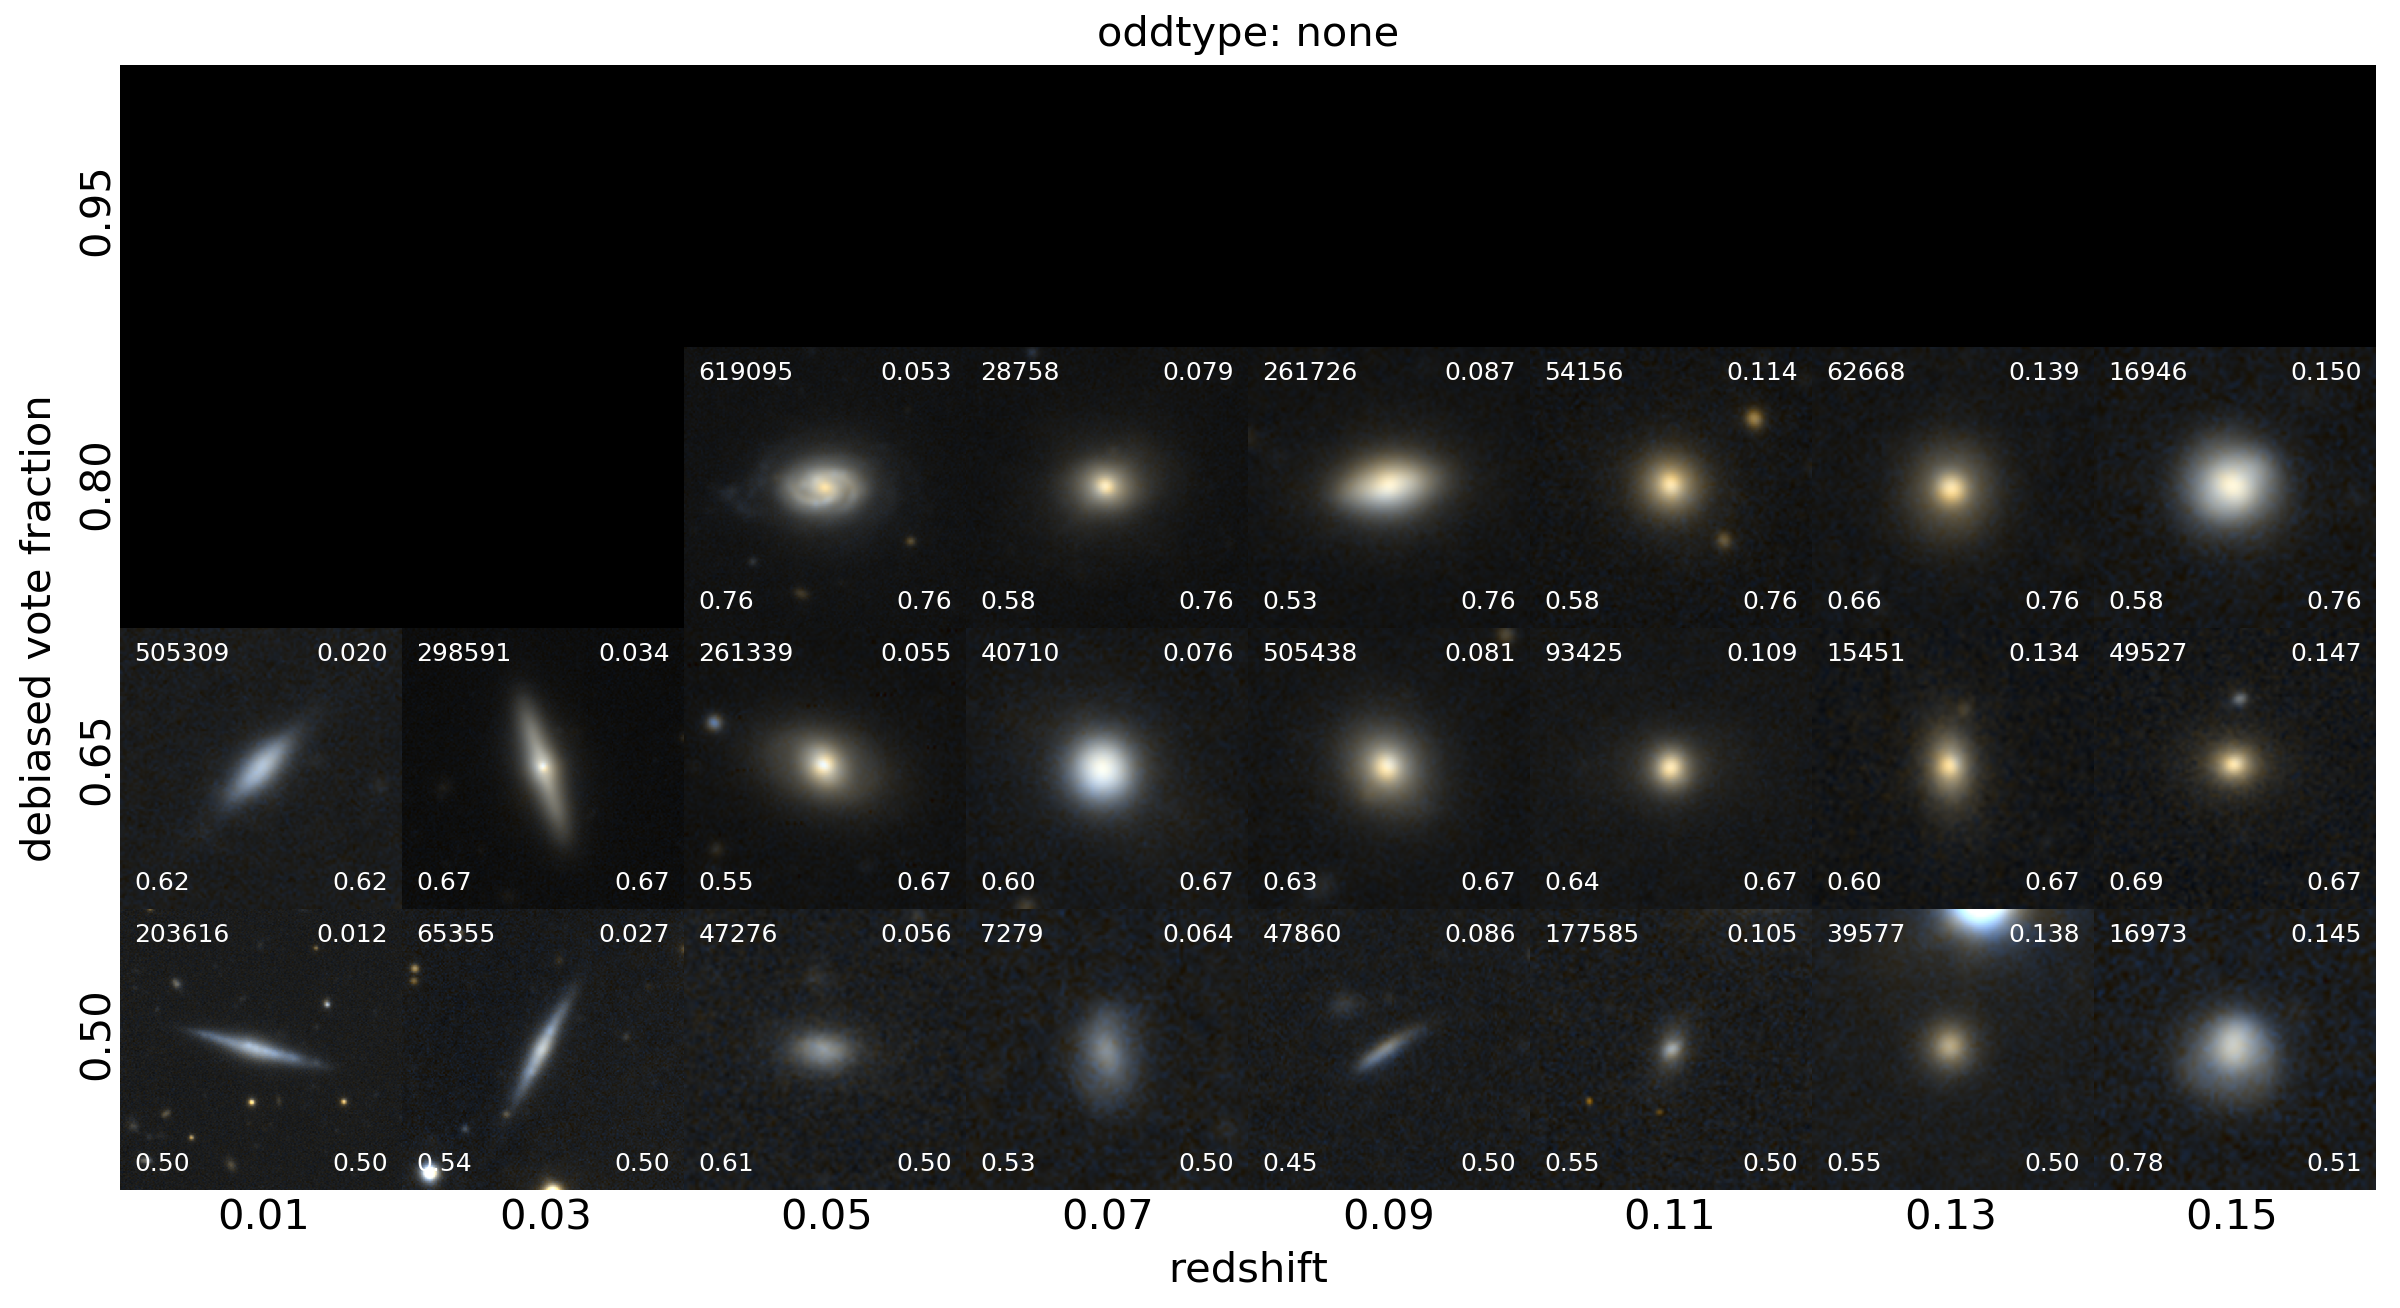 oddtype: none
debiased vote fraction
0.95
0.80
619095 0.053 28758 0.079 261726 0.087 54156 0.114 62668 0.139 16946 0.150
0.76 0.76 0.58 0.76 0.53 0.76 0.58 0.76 0.66 0.76 0.58 0.76
0.65
505309 0.020 298591 0.034 261339 0.055 40710 0.076 505438 0.081 93425 0.109 15451 0.134 49527 0.147
0.62 0.62 0.67 0.67 0.55 0.67 0.60 0.67 0.63 0.67 0.64 0.67 0.60 0.67 0.69 0.67
0.50
203616 0.012 65355 0.027 47276 0.056 7279 0.064 47860 0.086 177585 0.105 39577 0.138 16973 0.145
0.50 0.50 0.54 0.50 0.61 0.50 0.53 0.50 0.45 0.50 0.55 0.50 0.55 0.50 0.78 0.51
0.01 0.03 0.05 0.07 0.09 0.11 0.13 0.15
redshift